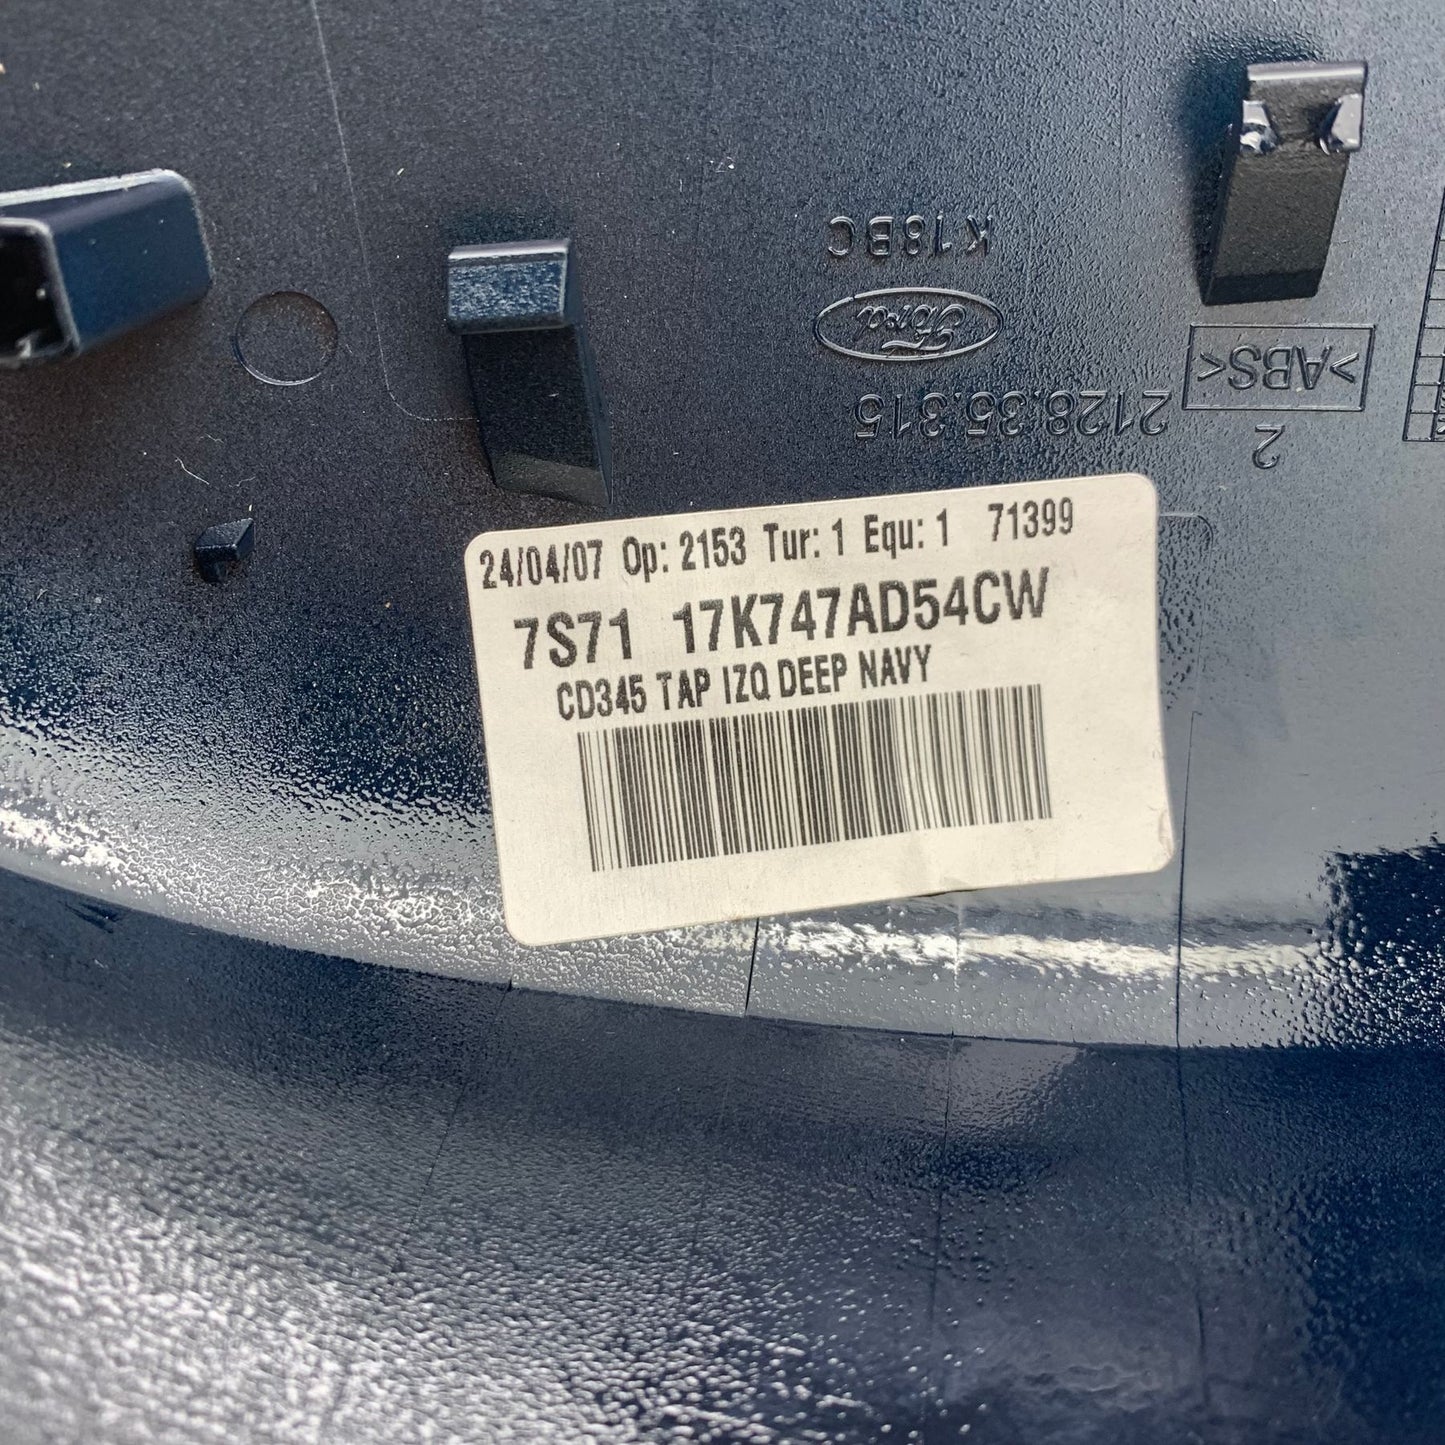 K18BC
Ford
2128.35.315
>ABS<
2
24/04/07 Op: 2153 Tur: 1 Equ: 1 71399
7S71 17K747AD54CW
CD345 TAP IZQ DEEP NAVY